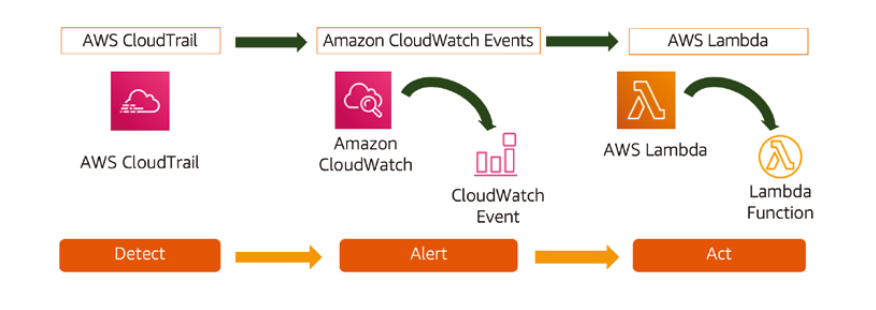 AWS CloudTrail
Amazon CloudWatch Events
AWS Lambda
AWS CloudTrail
Amazon
CloudWatch
CloudWatch
Event
AWS Lambda
Lambda
Function
Detect
Alert
Act